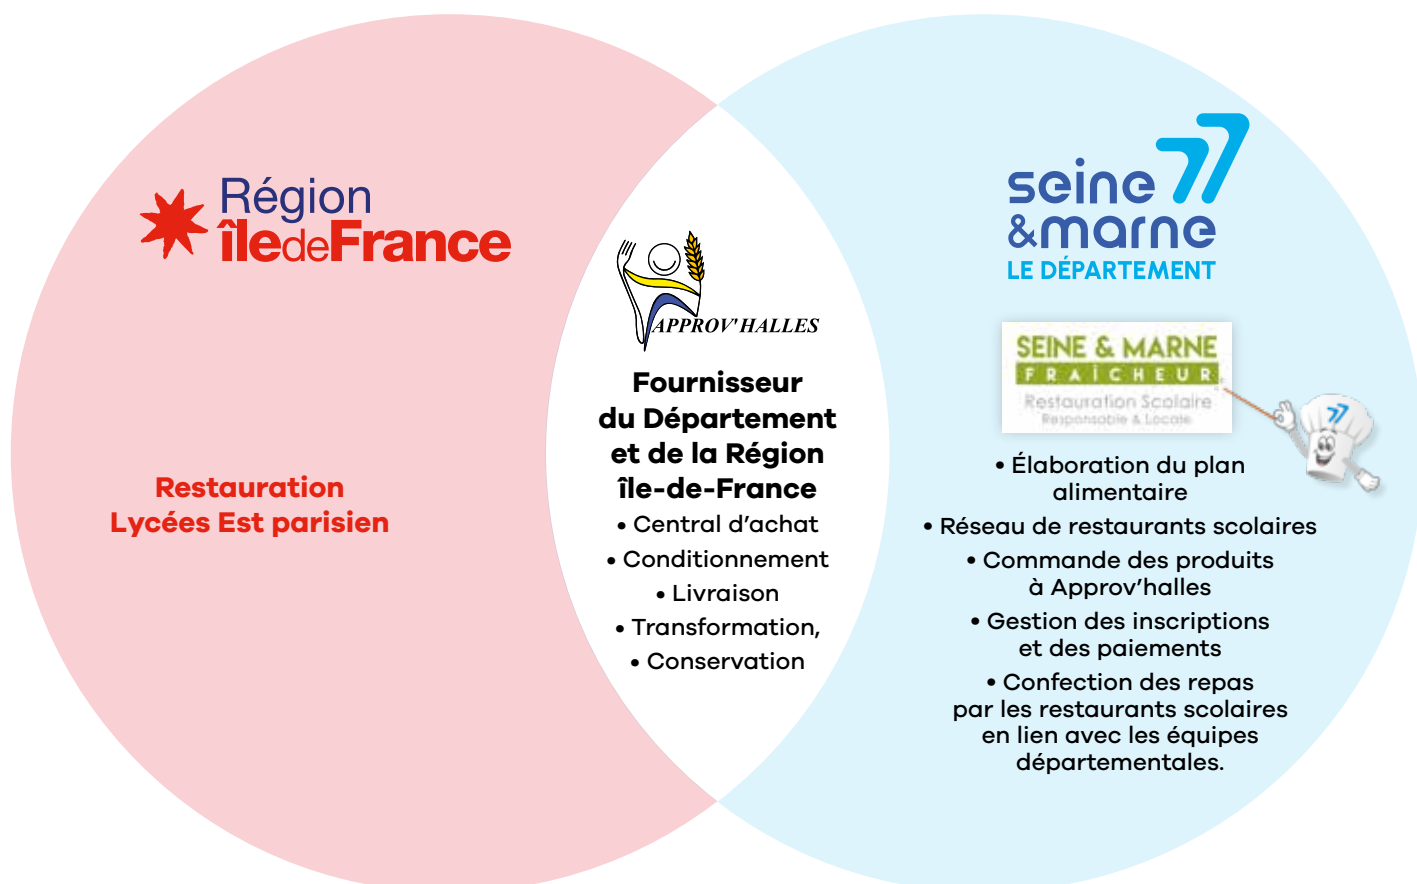 Région
îledeFrance
Restauration
Lycées Est parisien
APPROV'HALLES
Fournisseur
du Département
et de la Région
île-de-France
• Central d’achat
• Conditionnement
• Livraison
• Transformation,
• Conservation
seine 77
&marne
LE DÉPARTEMENT
SEINE & MARNE
FRAÎCHEUR
Restauration Scolaire
Responsable & Locale
77
• Élaboration du plan
alimentaire
• Réseau de restaurants scolaires
• Commande des produits
à Approv’halles
• Gestion des inscriptions
et des paiements
• Confection des repas
par les restaurants scolaires
en lien avec les équipes
départementales.